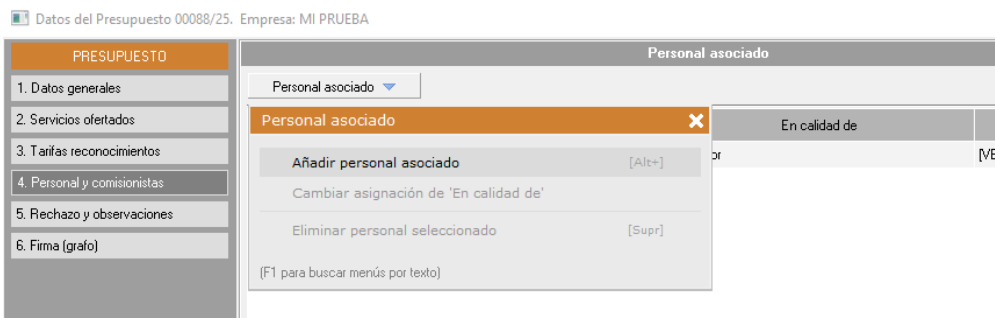 Datos del Presupuesto 00088/25. Empresa: MI PRUEBA
PRESUPUESTO
1. Datos generales
2. Servicios ofertados
3. Tarifas reconocimientos
4. Personal y comisionistas
5. Rechazo y observaciones
6. Firma (grafo)
Personal asociado
Personal asociado
En calidad de
Personal asociado
Añadir personal asociado [Alt+]
Cambiar asignación de 'En calidad de'
Eliminar personal seleccionado [Supr]
(F1 para buscar menús por texto)